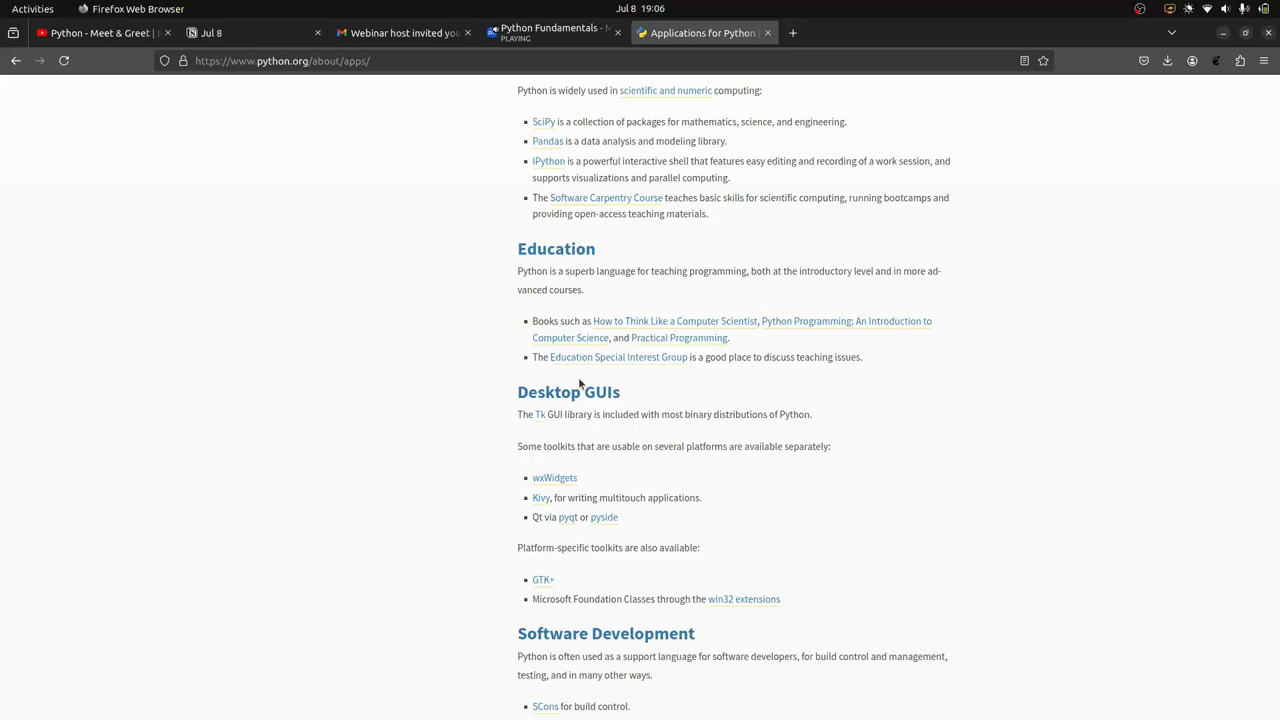 Activities
Firefox Web Browser
Jul 8 19:06
Python - Meet & Greet |
Jul 8
Webinar host invited you
Python Fundamentals -
PLAYING
Applications for Python |
https://www.python.org/about/apps/
Python is widely used in scientific and numeric computing:
SciPy is a collection of packages for mathematics, science, and engineering.
Pandas is a data analysis and modeling library.
IPython is a powerful interactive shell that features easy editing and recording of a work session, and
supports visualizations and parallel computing.
The Software Carpentry Course teaches basic skills for scientific computing, running bootcamps and
providing open-access teaching materials.
Education
Python is a superb language for teaching programming, both at the introductory level and in more ad-
vanced courses.
Books such as How to Think Like a Computer Scientist, Python Programming: An Introduction to
Computer Science, and Practical Programming.
The Education Special Interest Group is a good place to discuss teaching issues.
Desktop GUIs
The Tk GUI library is included with most binary distributions of Python.
Some toolkits that are usable on several platforms are available separately:
wxWidgets
Kivy, for writing multitouch applications.
Qt via pyqt or pyside
Platform-specific toolkits are also available:
GTK+
Microsoft Foundation Classes through the win32 extensions
Software Development
Python is often used as a support language for software developers, for build control and management,
testing, and in many other ways.
SCons for build control.